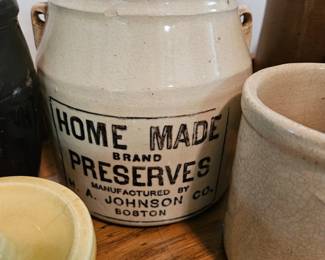 HOME MADE
BRAND
PRESERVES
MANUFACTURED BY
H. A. JOHNSON CO.
BOSTON